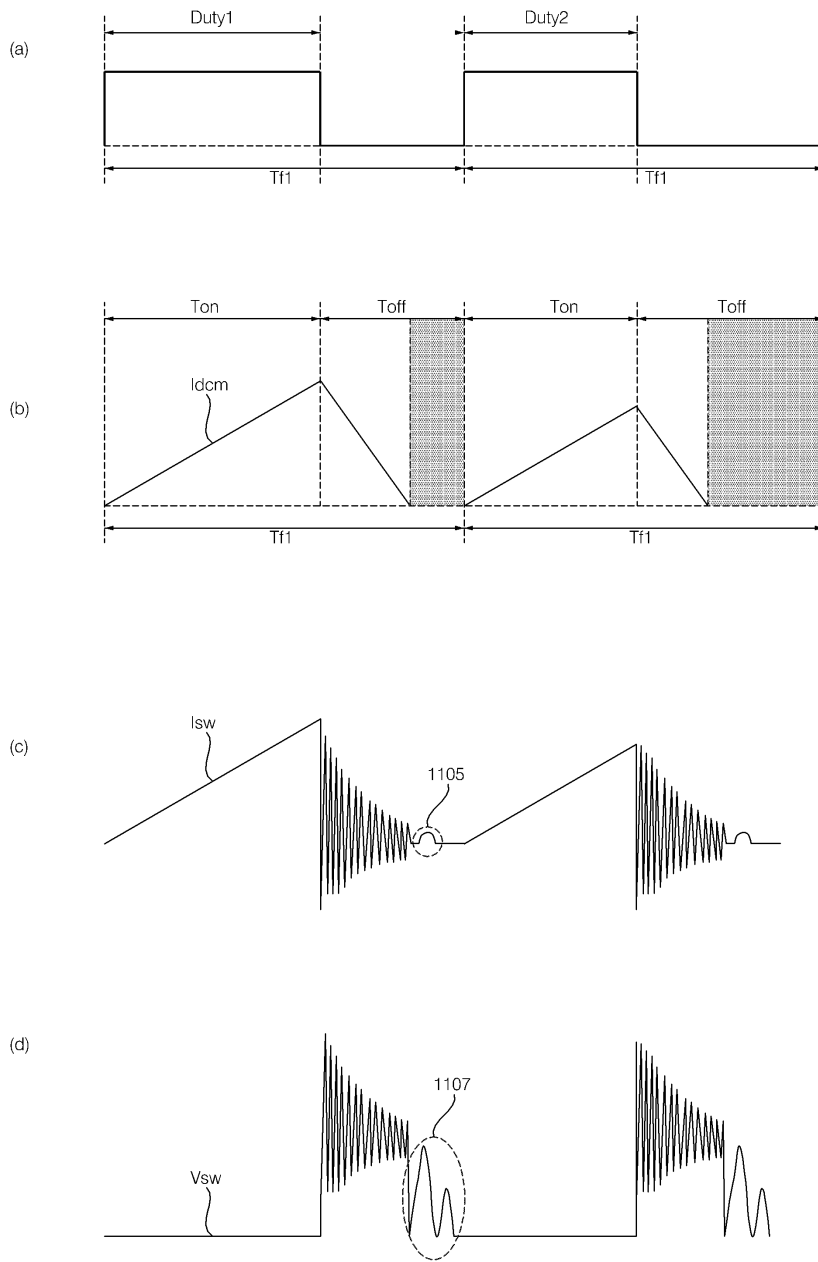 Duty1 Duty2
(a)
Tf1 Tf1
Ton Toff Ton Toff
Idcm
(b)
Tf1 Tf1
Isw
(c)
1105
(d)
1107
Vsw